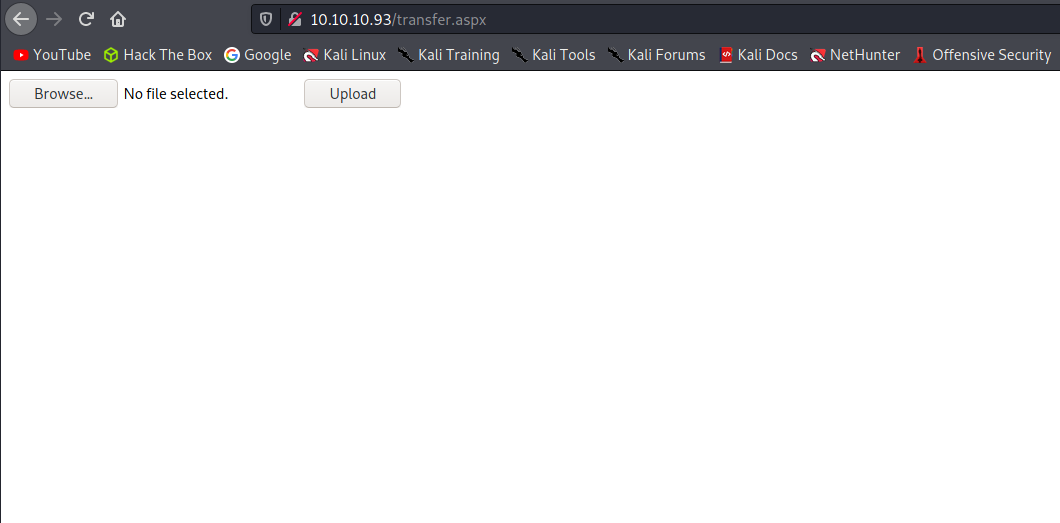 10.10.10.93/transfer.aspx
YouTube Hack The Box Google Kali Linux Kali Training Kali Tools Kali Forums Kali Docs NetHunter Offensive Security
Browse... No file selected. Upload